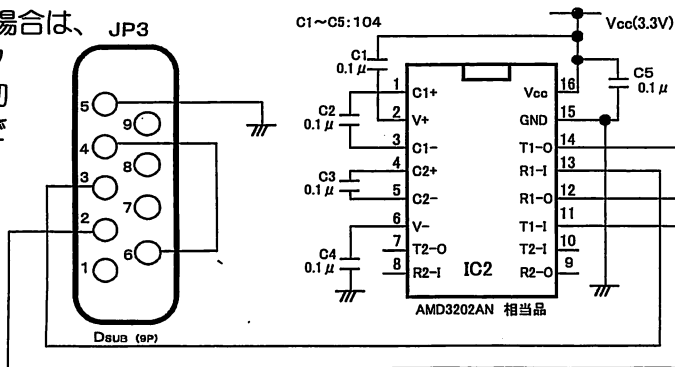 場合は、
JP3
5
9
4
8
3
7
2
6
1
DSUB (9P)
C1~C5:104
Vcc(3.3V)
C1
0.1μ
C2
0.1μ
C3
0.1μ
C4
0.1μ
C5
0.1μ
1 C1+
2 V+
3 C1-
4 C2+
5 C2-
6 V-
7 T2-O
8 R2-I
IC2
Vcc 16
GND 15
T1-O 14
R1-I 13
R1-O 12
T1-I 11
T2-I 10
R2-O 9
AMD3202AN 相当品